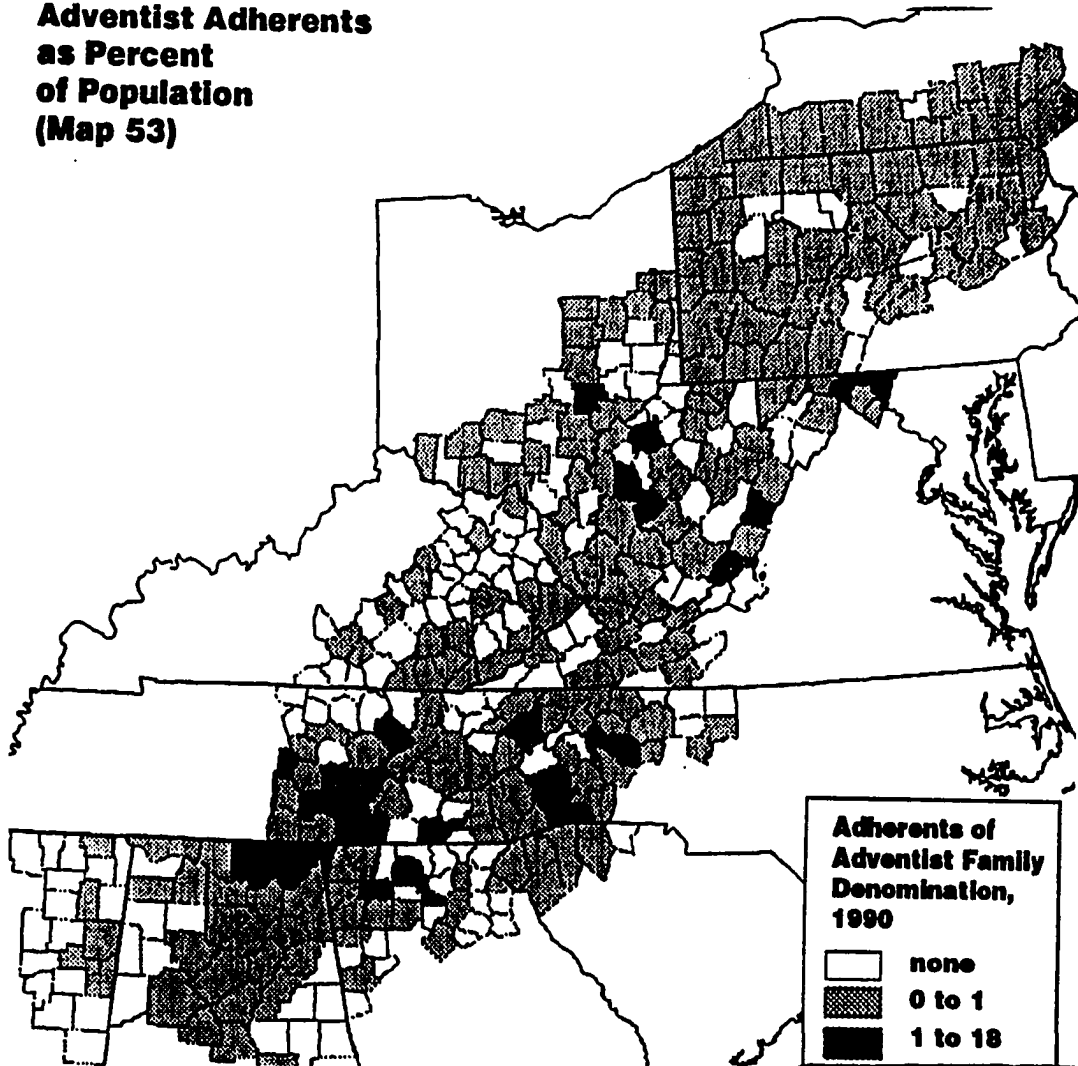 Adventist Adherents
as Percent
of Population
(Map 53)
Adherents of
Adventist Family
Denomination,
1990
none
0 to 1
1 to 18